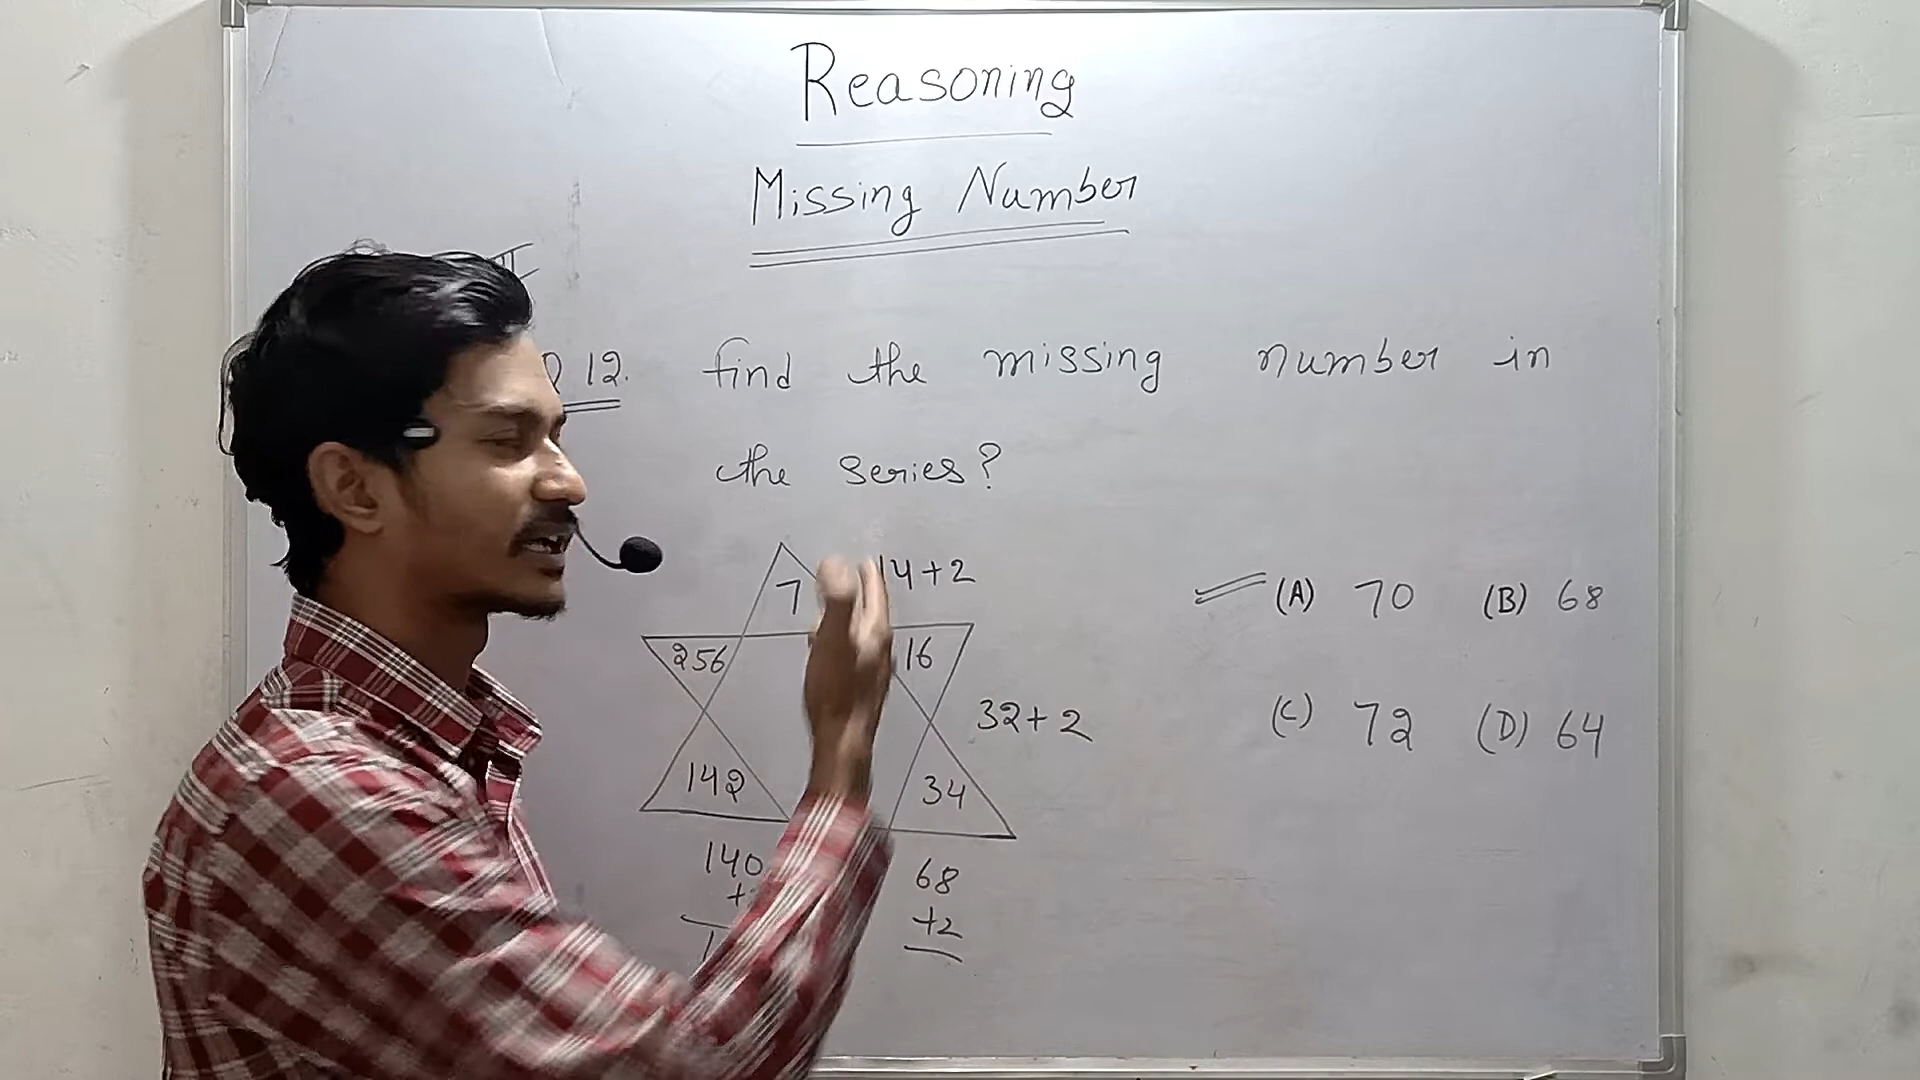 Reasoning
Missing Number
12. find the missing number in
the series?
7 14+2
256 16
32+2
142 34
140 68
+2
(A) 70 (B) 68
(C) 72 (D) 64